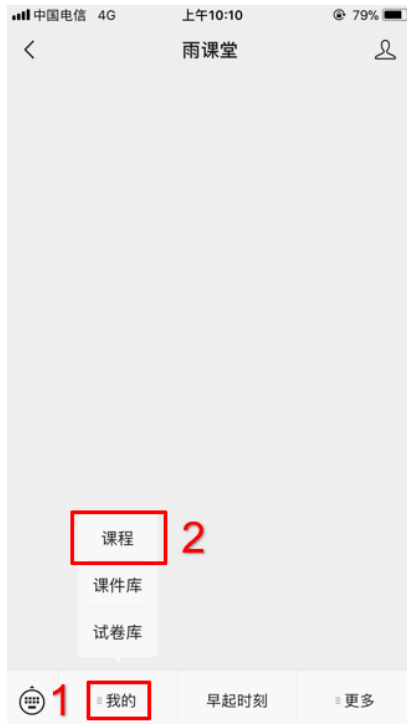 中国电信 4G 上午10:10 79%
雨课堂
课程 2
课件库
试卷库
1 我的 早起时刻 更多